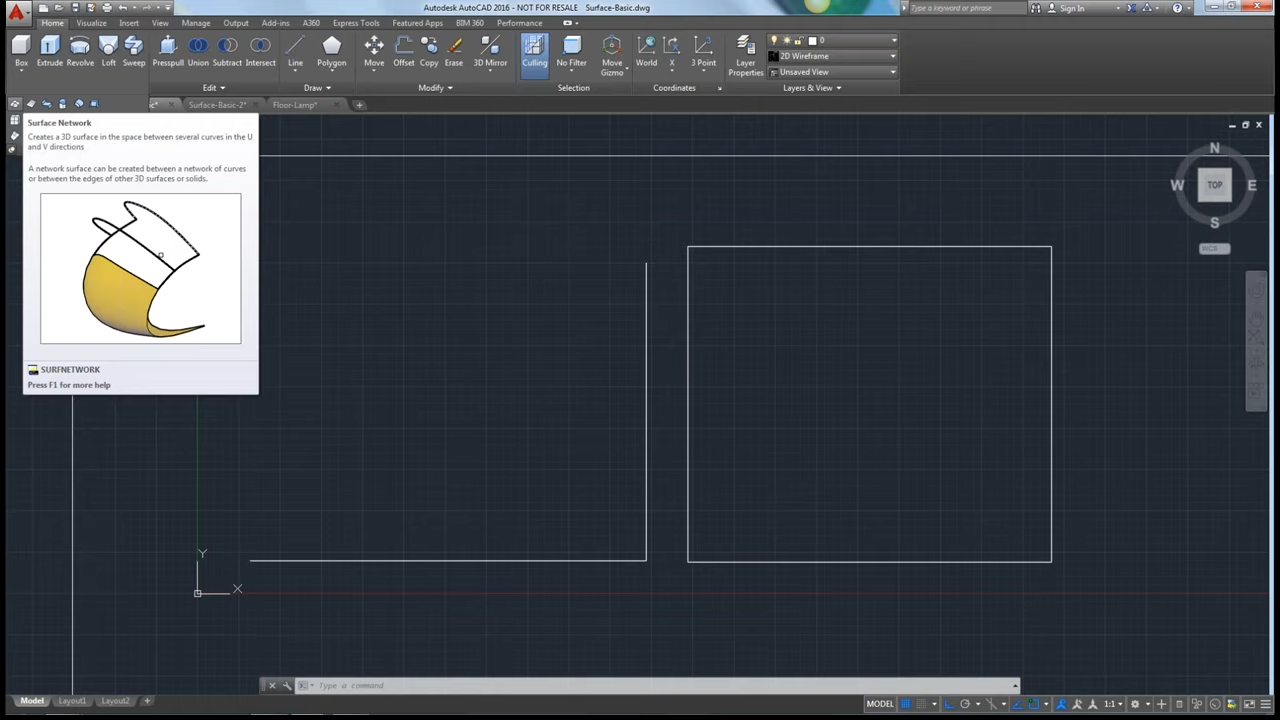 Autodesk AutoCAD 2016 - NOT FOR RESALE Surface-Basic.dwg
Type a keyword or phrase
Sign In
Home Visualize Insert View Manage Output Add-ins A360 Express Tools Featured Apps BIM 360 Performance
0
2D Wireframe
Unsaved View
Box Extrude Revolve Loft Sweep Presspull Union Subtract Intersect Line Polygon Move Offset Copy Erase 3D Mirror Culling No Filter Move Gizmo World X 3 Point Layer Properties
Edit Draw Modify Selection Coordinates Layers & View
Surface-Basic-2* Floor-Lamp*
Surface Network
Creates a 3D surface in the space between several curves in the U
and V directions
A network surface can be created between a network of curves
or between the edges of other 3D surfaces or solids.
SURFNETWORK
Press F1 for more help
N
W TOP E
S
WCS
Y
X
Type a command
Model Layout1 Layout2
MODEL 1:1